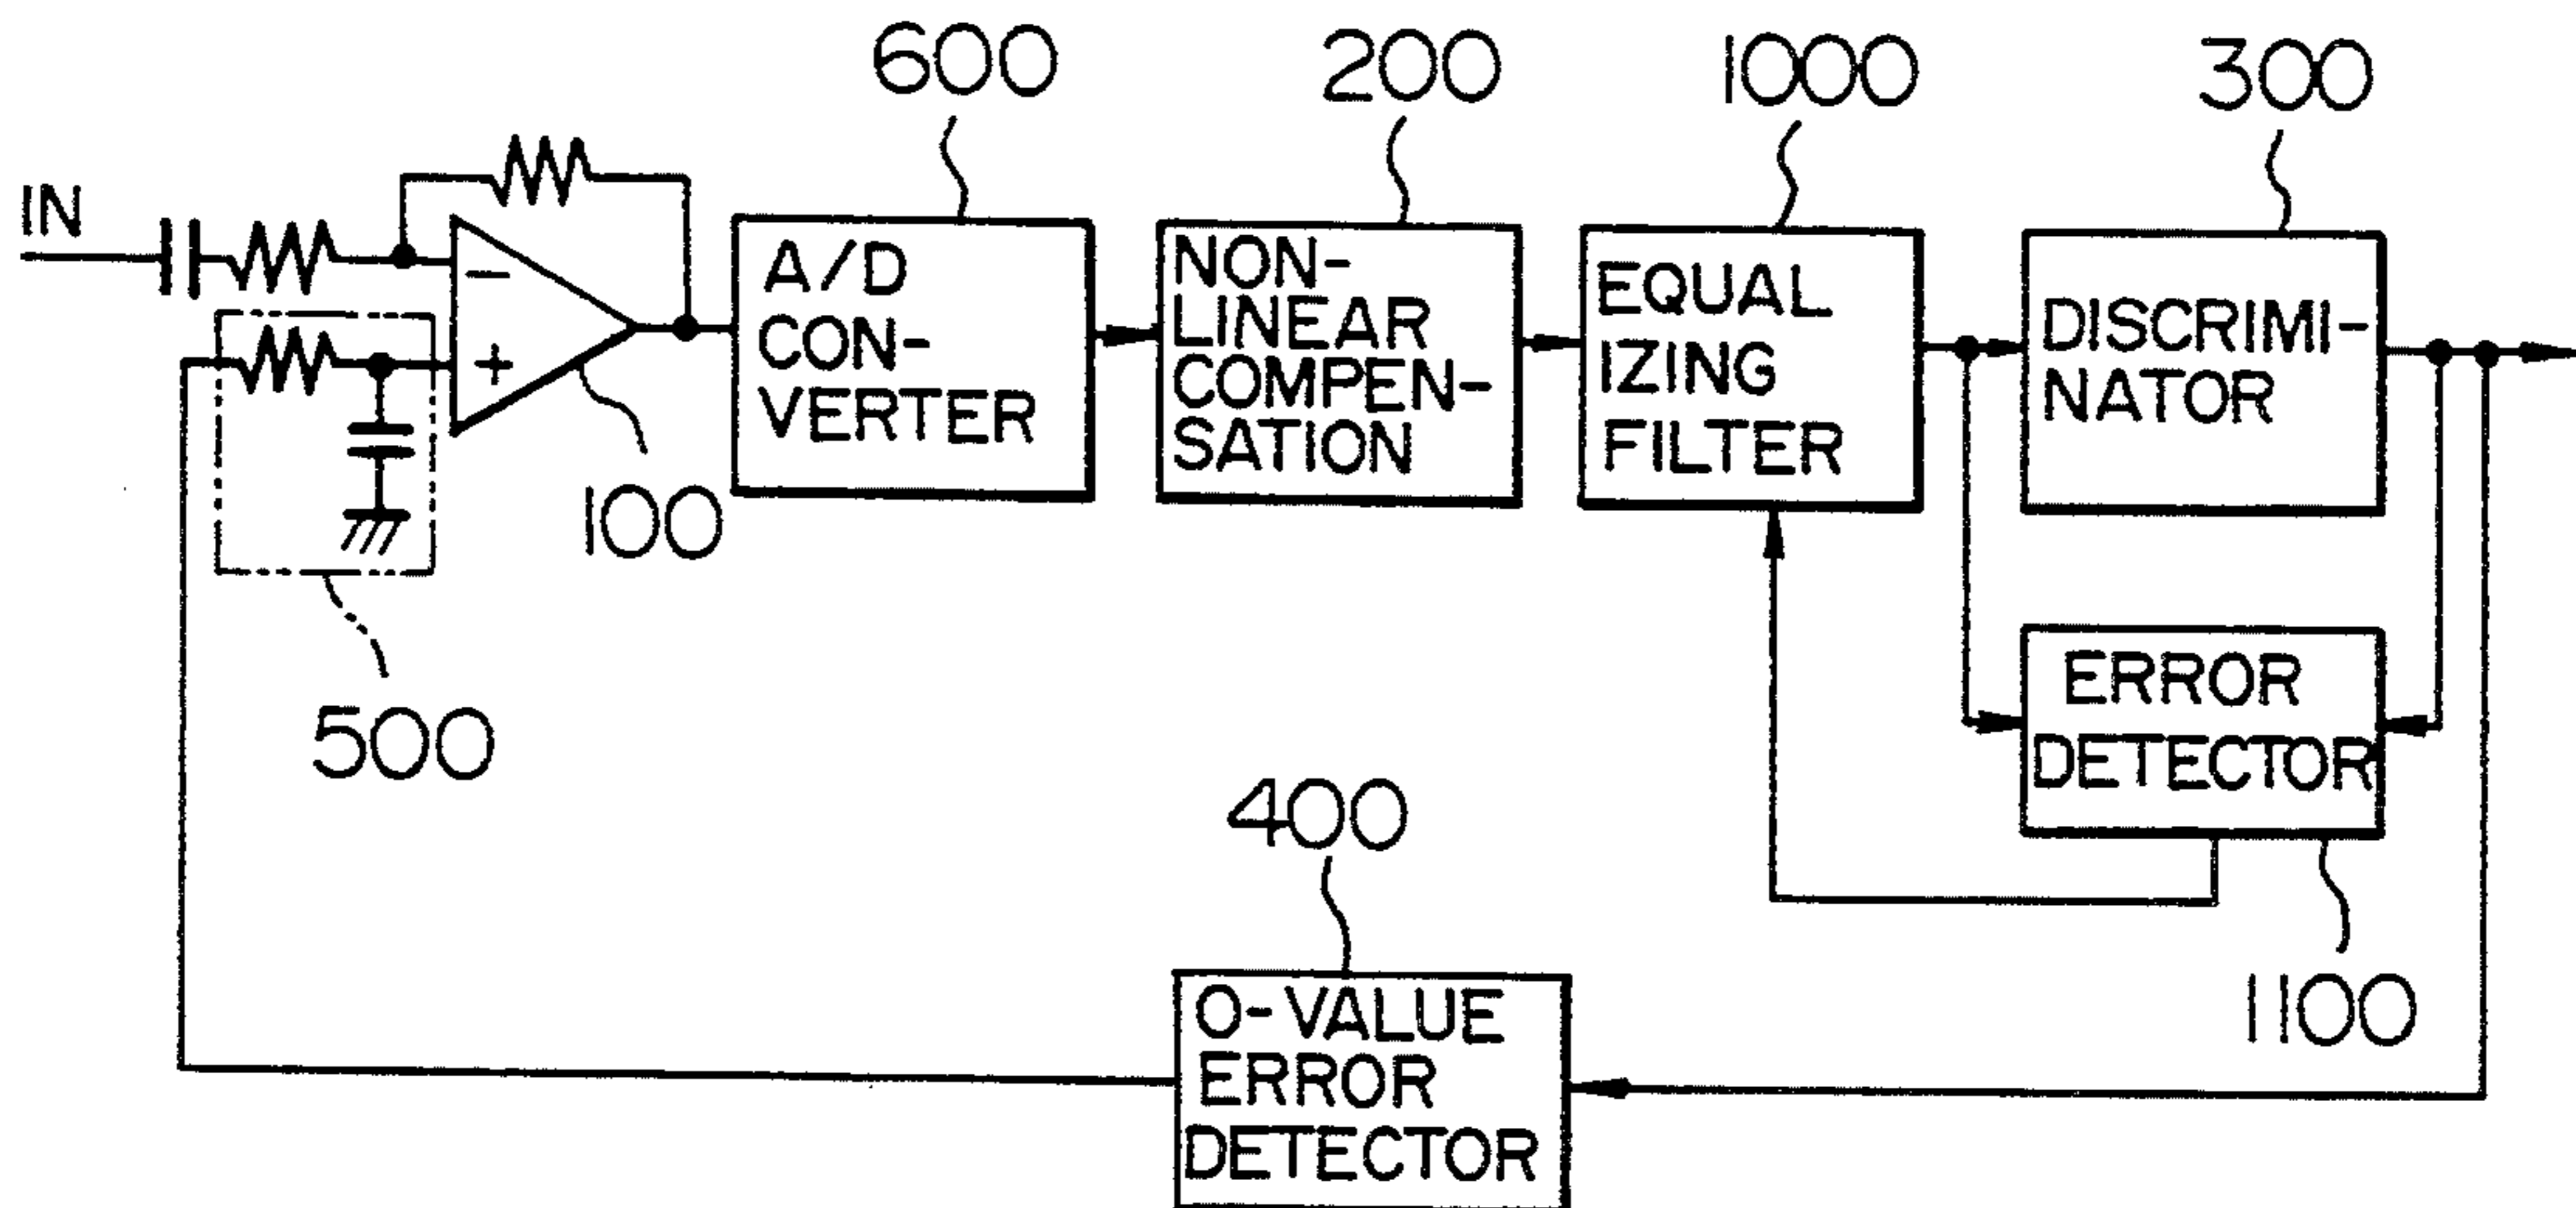 600
200
1000
300
IN
A/D
CON-
VERTER
NON-
LINEAR
COMPEN-
SATION
EQUAL
IZING
FILTER
DISCRIMI-
NATOR
−
+
100
500
ERROR
DETECTOR
400
1100
0-VALUE
ERROR
DETECTOR